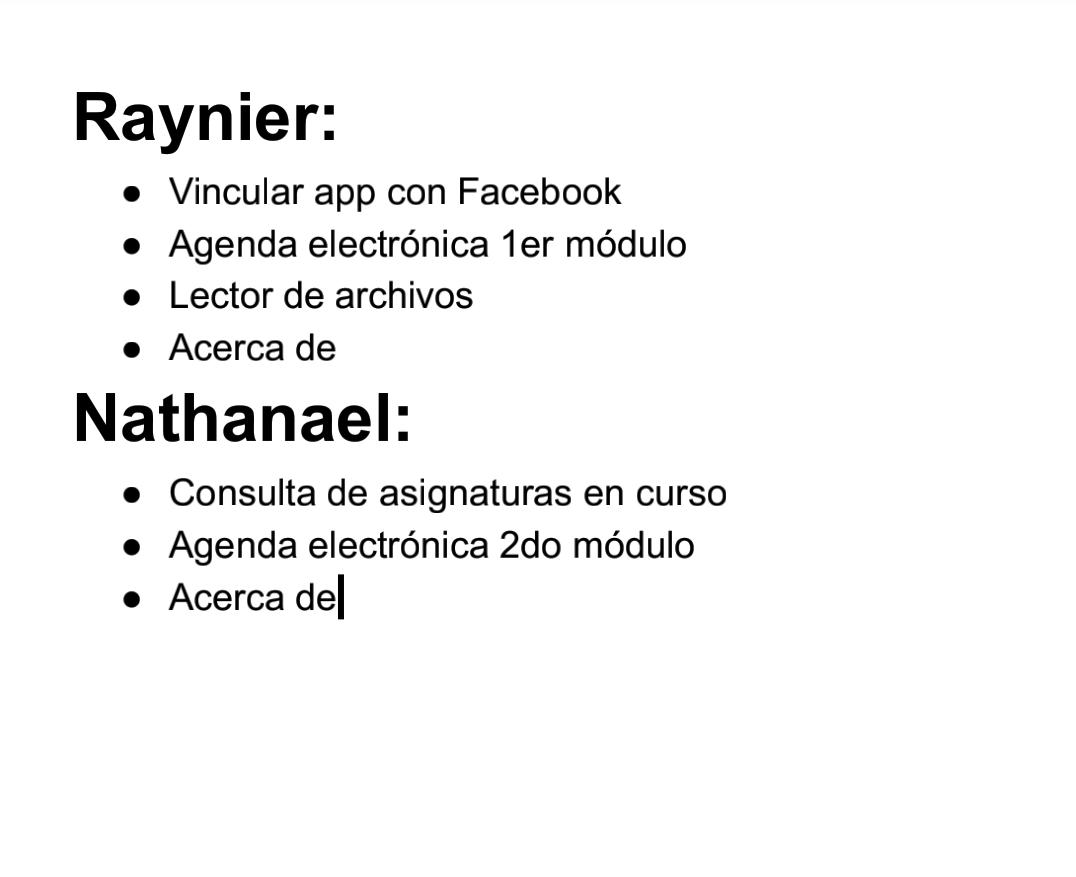 Raynier:
● Vincular app con Facebook
● Agenda electrónica 1er módulo
● Lector de archivos
● Acerca de
Nathanael:
● Consulta de asignaturas en curso
● Agenda electrónica 2do módulo
● Acerca de